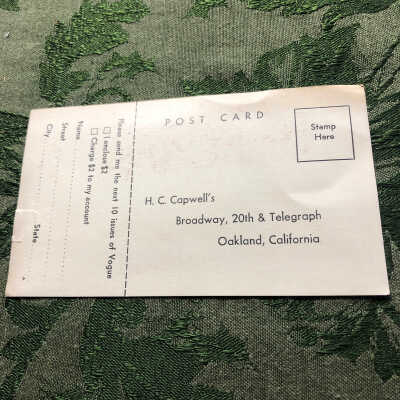 POST CARD
Stamp
Here
H. C. Capwell's
Broadway, 20th & Telegraph
Oakland, California
Please send me the next 10 issues of Vogue
I enclose $2
Charge $2 to my account
Name
Street
City
State